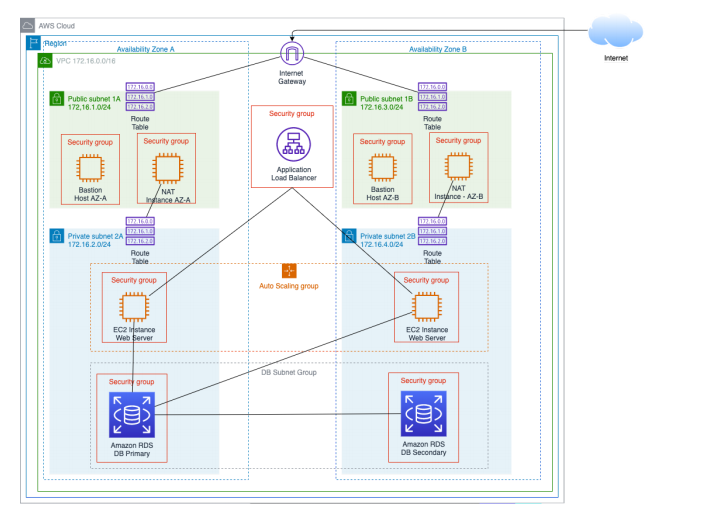 AWS Cloud
Region
Availability Zone A
Availability Zone B
Internet
VPC 172.16.0.0/16
Internet
Gateway
172.16.0.0
172.16.1.0
172.16.2.0
Route
Table
Public subnet 1A
172,16.1.0/24
Security group
Bastion
Host AZ-A
Security group
NAT
Instance AZ-A
Security group
Application
Load Balancer
172.16.0.0
172.16.1.0
172.16.2.0
Route
Table
Public subnet 1B
172.16.3.0/24
Security group
Bastion
Host AZ-B
Security group
NAT
Instance - AZ-B
172.16.0.0
172.16.1.0
172.16.2.0
Route
Table
Private subnet 2A
172.16.2.0/24
172.16.0.0
172.16.1.0
172.16.2.0
Route
Table
Private subnet 2B
172.16.4.0/24
Auto Scaling group
Security group
EC2 Instance
Web Server
Security group
EC2 Instance
Web Server
DB Subnet Group
Security group
Amazon RDS
DB Primary
Security group
Amazon RDS
DB Secondary